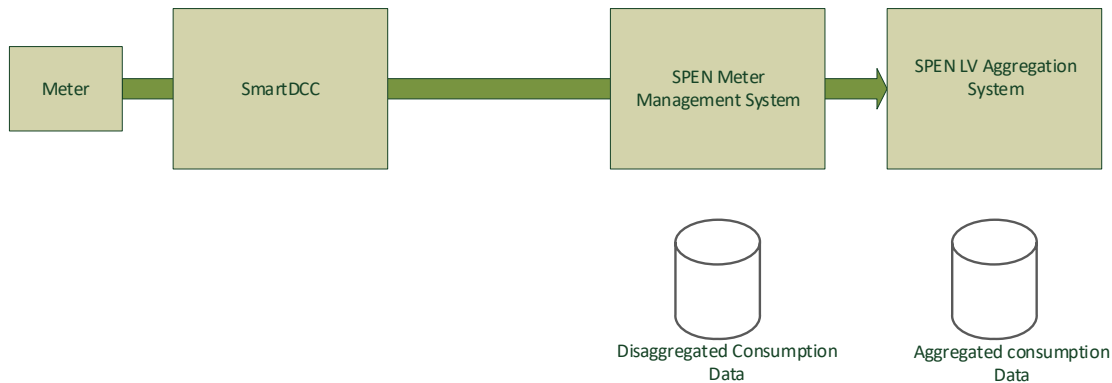 Meter
SmartDCC
SPEN Meter
Management System
SPEN LV Aggregation
System
Disaggregated Consumption
Data
Aggregated consumption
Data